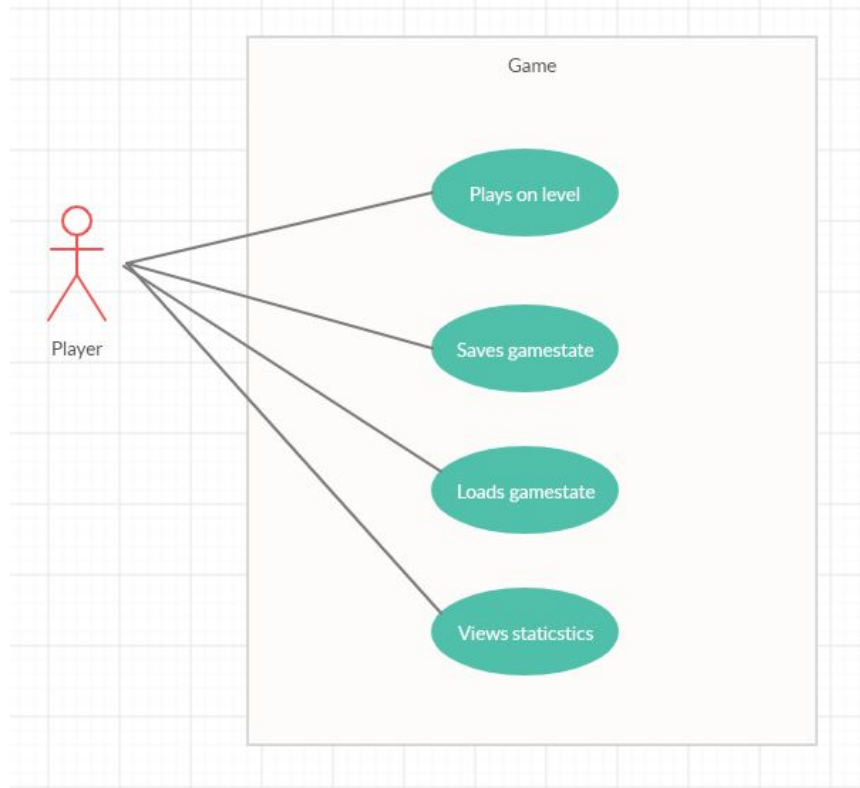 Game
Plays on level
Player
Saves gamestate
Loads gamestate
Views staticstics